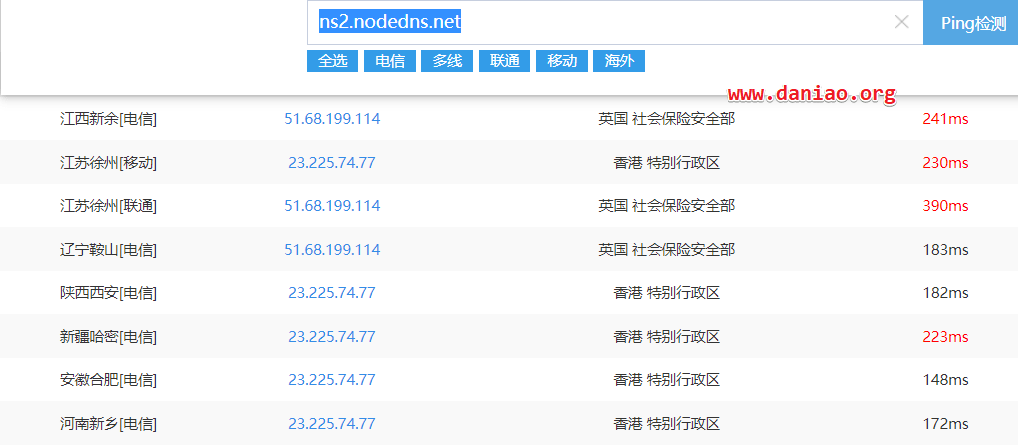 ns2.nodedns.net Ping检测
全选 电信 多线 联通 移动 海外
www.daniao.org
江西新余[电信] 51.68.199.114 英国 社会保险安全部 241ms
江苏徐州[移动] 23.225.74.77 香港 特别行政区 230ms
江苏徐州[联通] 51.68.199.114 英国 社会保险安全部 390ms
辽宁鞍山[电信] 51.68.199.114 英国 社会保险安全部 183ms
陕西西安[电信] 23.225.74.77 香港 特别行政区 182ms
新疆哈密[电信] 23.225.74.77 香港 特别行政区 223ms
安徽合肥[电信] 23.225.74.77 香港 特别行政区 148ms
河南新乡[电信] 23.225.74.77 香港 特别行政区 172ms